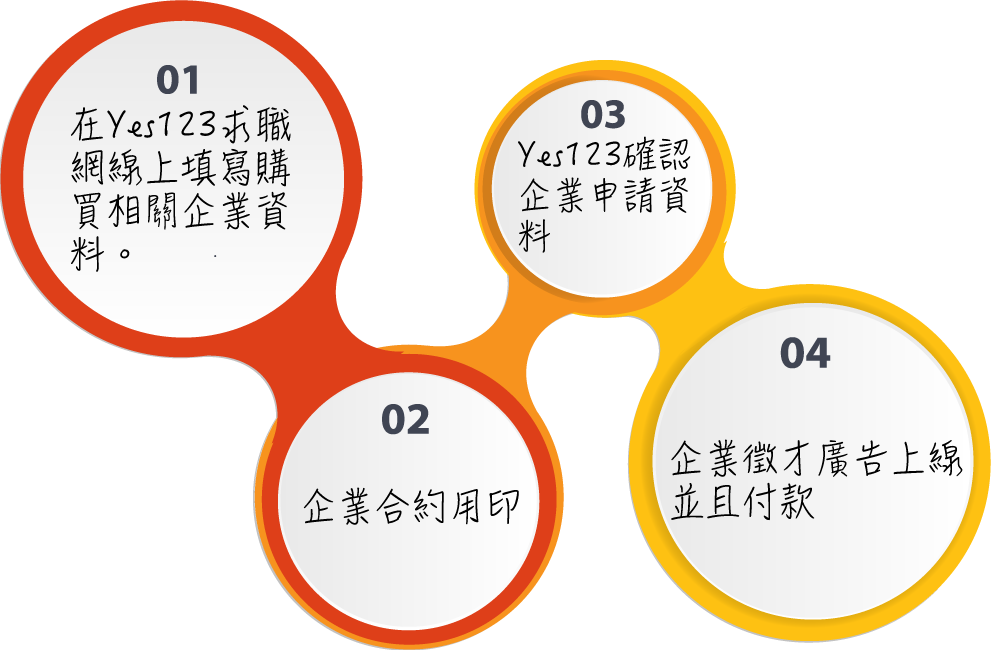 01
在Yes123求職
網線上填寫購
買相關企業資
料。
02
企業合約用印
03
Yes123確認
企業申請資
料
04
企業徵才廣告上線
並且付款